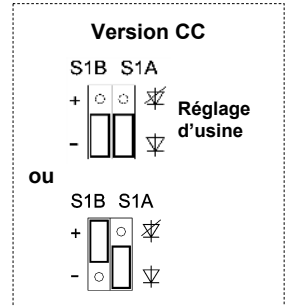 Version CC
S1B S1A
+
Réglage
d'usine
-
ou
S1B S1A
+
-